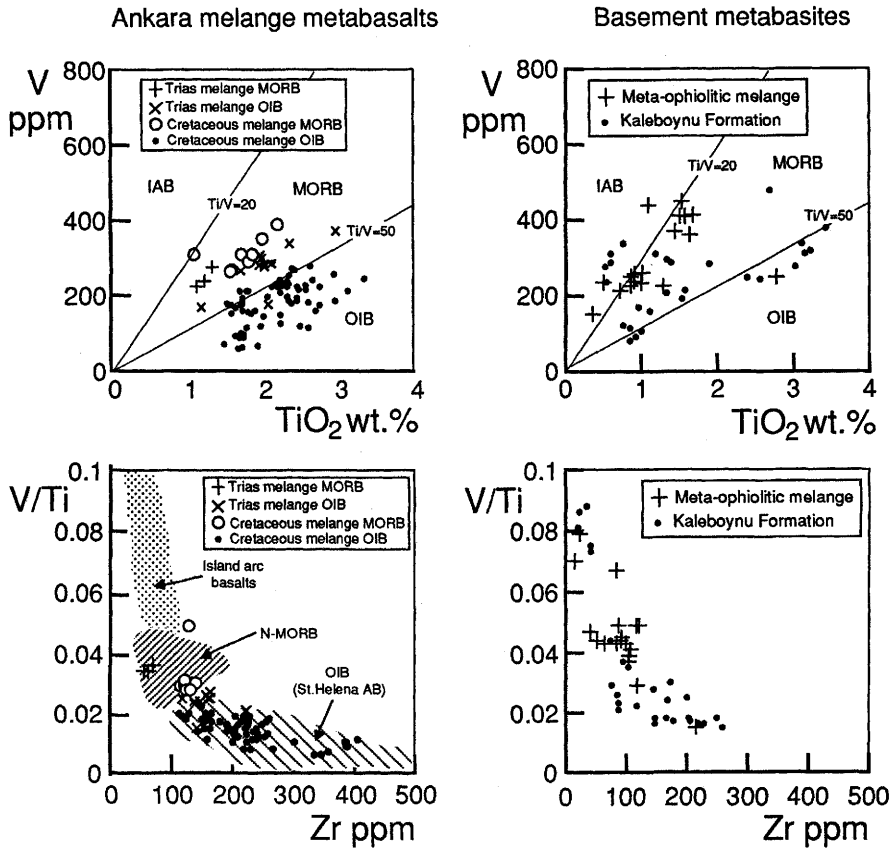 Ankara melange metabasalts
Basement metabasites
V
ppm
800
600
400
200
0
+ Trias melange MORB
× Trias melange OIB
○ Cretaceous melange MORB
• Cretaceous melange OIB
IAB
Ti/V=20
MORB
Ti/V=50
OIB
0 1 2 3 4
TiO2 wt.%
V
ppm
800
600
400
200
0
+ Meta-ophiolitic melange
• Kaleboynu Formation
Ti/V=20
MORB
IAB
Ti/V=50
OIB
0 1 2 3 4
TiO2 wt.%
V/Ti
0.1
0.08
0.06
0.04
0.02
0
+ Trias melange MORB
× Trias melange OIB
○ Cretaceous melange MORB
• Cretaceous melange OIB
Island arc
basalts
N-MORB
OIB
(St.Helena AB)
0 100 200 300 400 500
Zr ppm
V/Ti
0.1
0.08
0.06
0.04
0.02
0
+ Meta-ophiolitic melange
• Kaleboynu Formation
0 100 200 300 400 500
Zr ppm